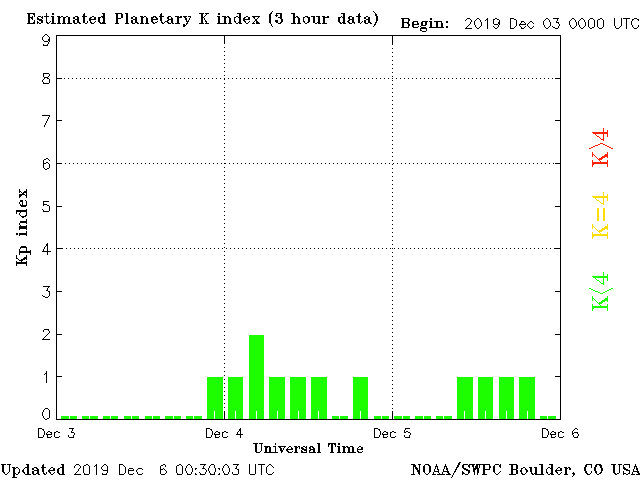 Estimated Planetary K index (3 hour data) Begin: 2019 Dec 03 0000 UTC
9
8
7
6
5
4
3
2
1
0
Kp index
K>4
K=4
K<4
Dec 3 Dec 4 Dec 5 Dec 6
Universal Time
Updated 2019 Dec 6 00:30:03 UTC NOAA/SWPC Boulder, CO USA